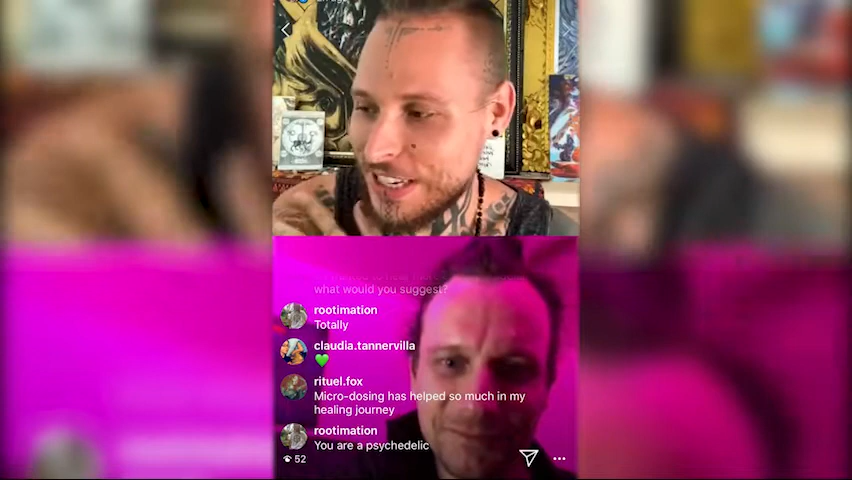 what would you suggest?
rootimation
Totally
claudia.tannervilla
💚
rituel.fox
Micro-dosing has helped so much in my
healing journey
rootimation
You are a psychedelic
52